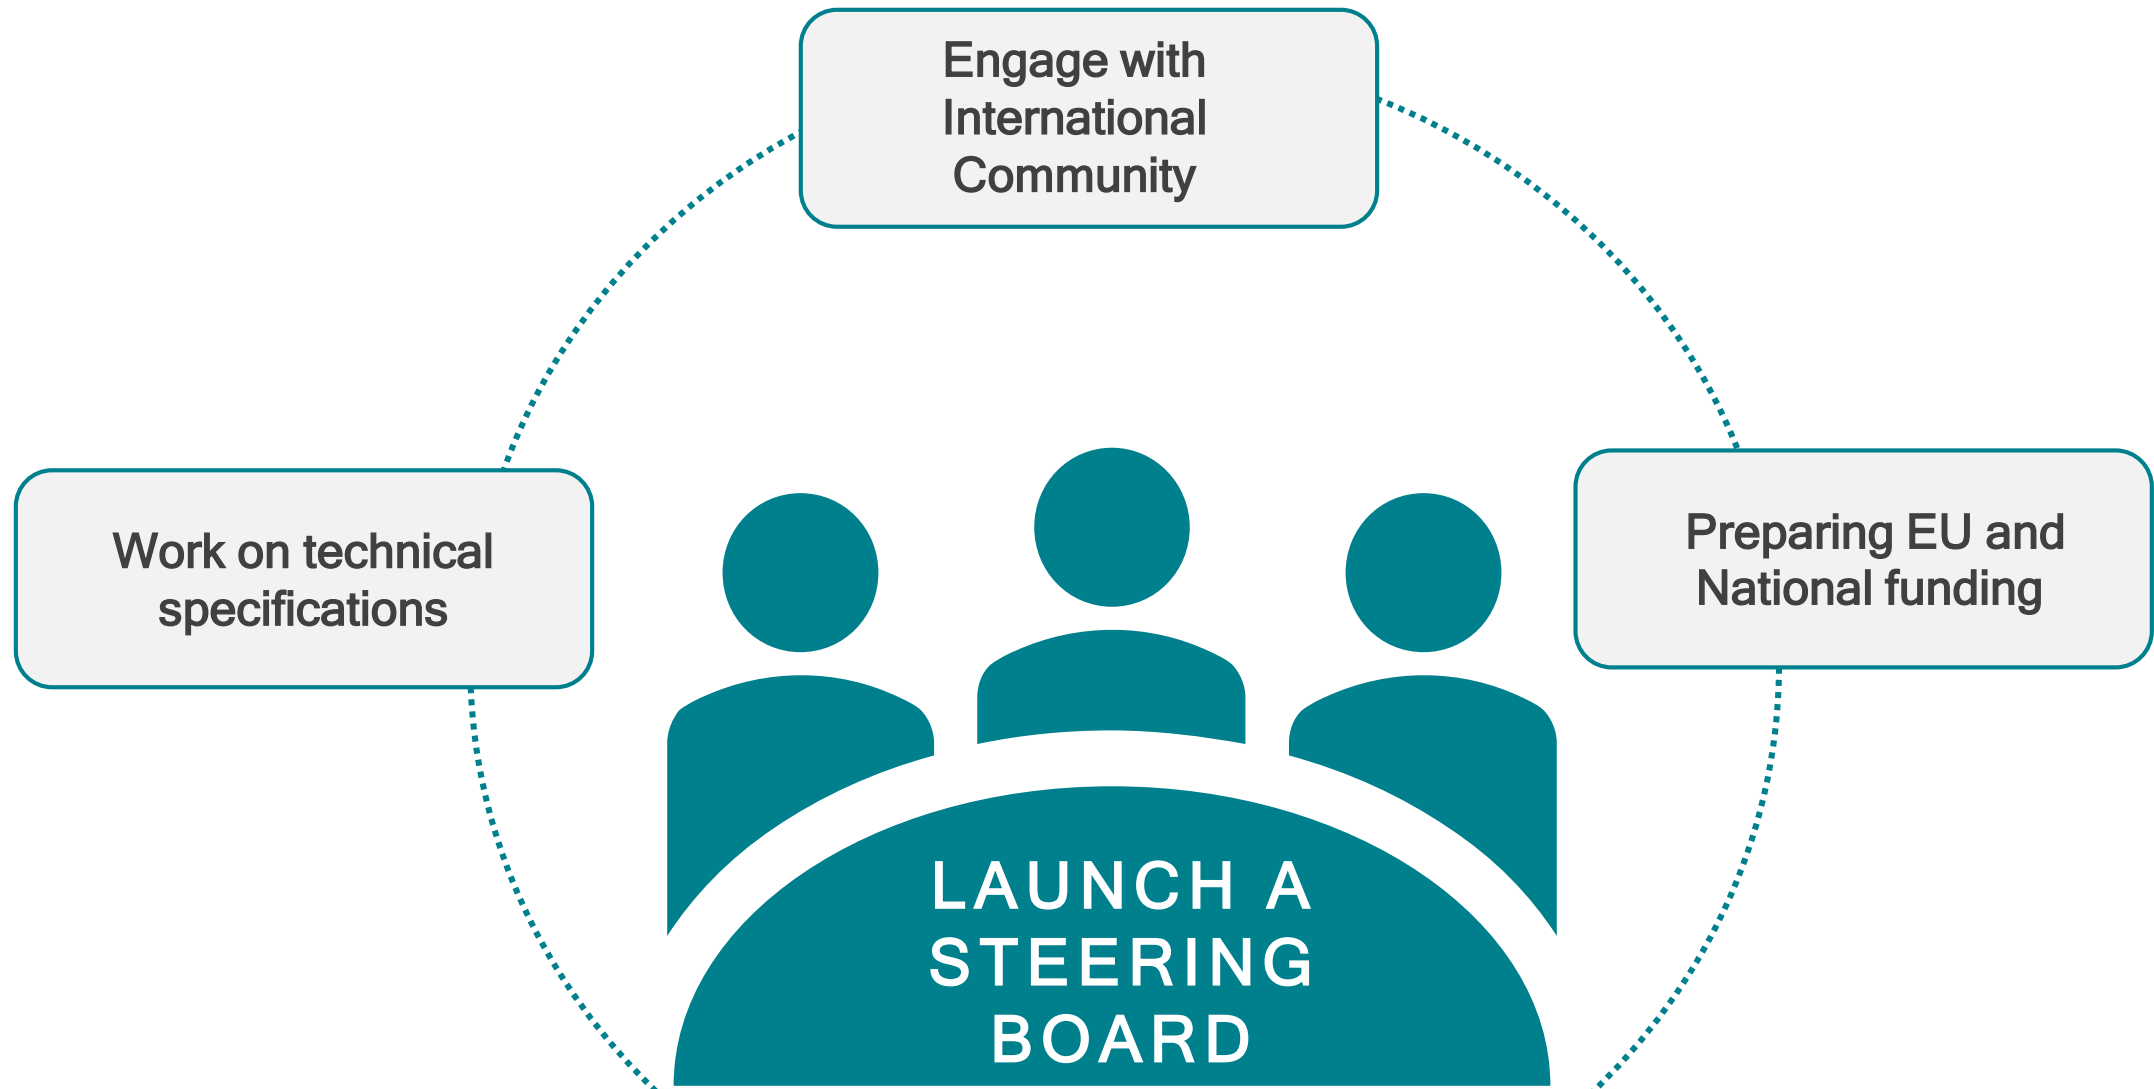 Engage with
International
Community
Work on technical
specifications
Preparing EU and
National funding
LAUNCH A
STEERING
BOARD